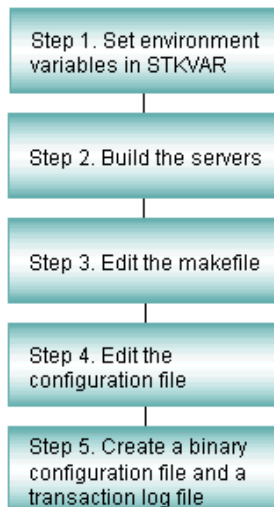 Step 1. Set environment
variables in STKVAR
Step 2. Build the servers
Step 3. Edit the makefile
Step 4. Edit the
configuration file
Step 5. Create a binary
configuration file and a
transaction log file